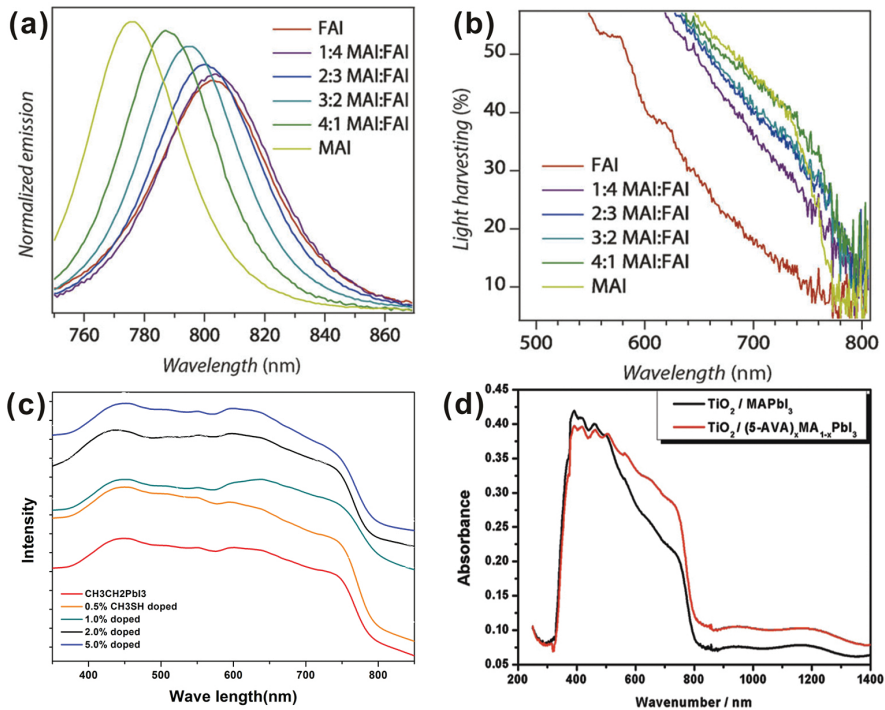 (a)
Normalized emission
FAI
1:4 MAI:FAI
2:3 MAI:FAI
3:2 MAI:FAI
4:1 MAI:FAI
MAI
760 780 800 820 840 860
Wavelength (nm)
(b)
Light harvesting (%)
50
40
30
20
10
FAI
1:4 MAI:FAI
2:3 MAI:FAI
3:2 MAI:FAI
4:1 MAI:FAI
MAI
500 600 700 800
Wavelength (nm)
(c)
Intensity
CH3CH2PbI3
0.5% CH3SH doped
1.0% doped
2.0% doped
5.0% doped
400 500 600 700 800
Wave length(nm)
(d)
Absorbance
0.45
0.40
0.35
0.30
0.25
0.20
0.15
0.10
0.05
TiO₂ / MAPbI₃
TiO₂ / (5-AVA)ₓMA₁₋ₓPbI₃
200 400 600 800 1000 1200 1400
Wavenumber / nm